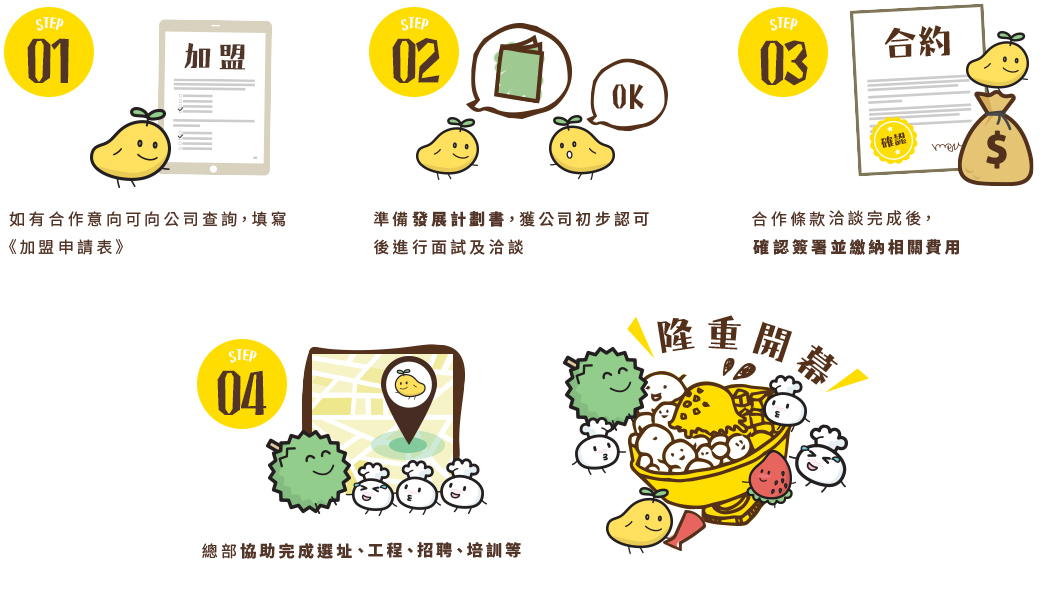 STEP
01
加盟
如有合作意向可向公司查詢，填寫
《加盟申請表》
STEP
02
OK
準備發展計劃書，獲公司初步認可
後進行面試及洽談
STEP
03
合約
確認
$
合作條款洽談完成後，
確認簽署並繳納相關費用
STEP
04
總部協助完成選址、工程、招聘、培訓等
隆重開幕